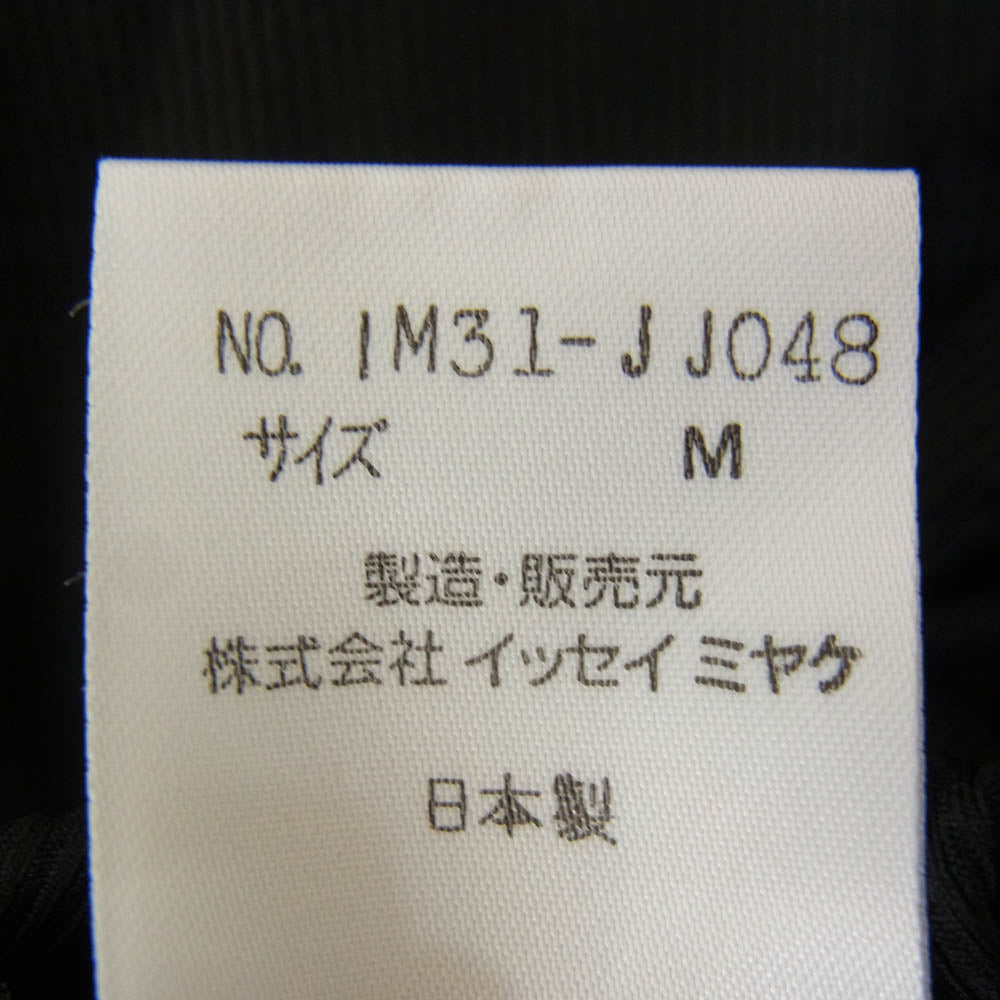 NO. IM31-JJ048
サイズ M
製造・販売元
株式会社 イッセイ ミヤケ
日本製